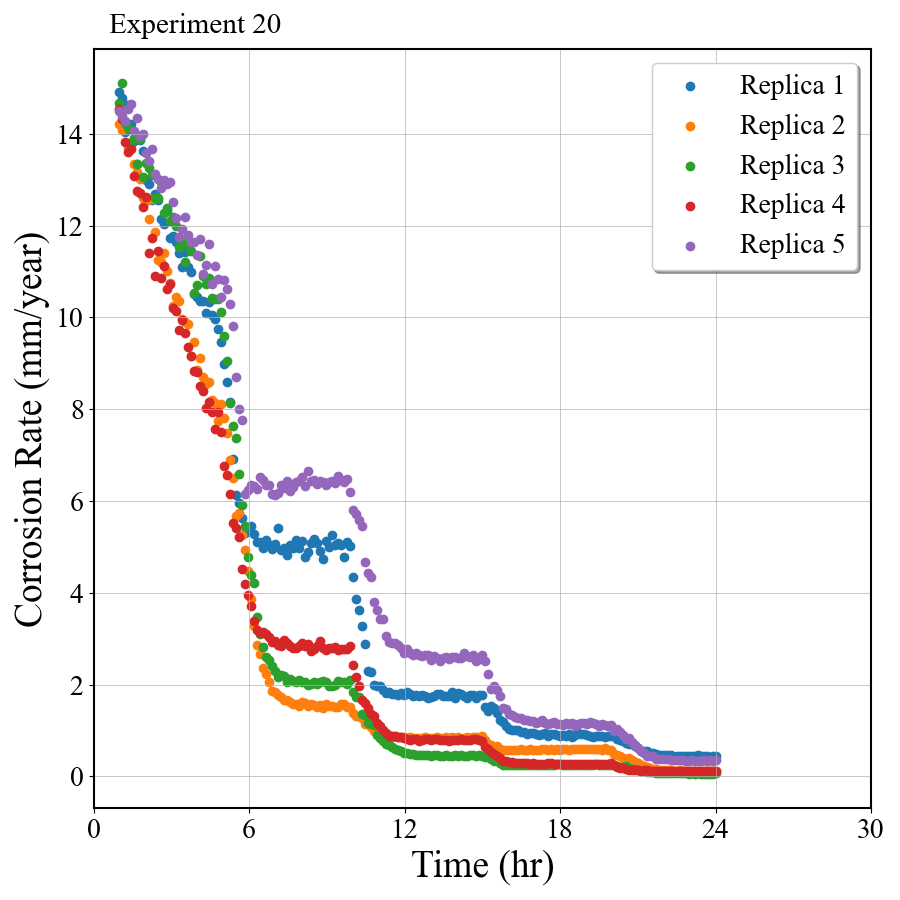 Experiment 20
Replica 1
Replica 2
Replica 3
Replica 4
Replica 5
Corrosion Rate (mm/year)
14
12
10
8
6
4
2
0
0 6 12 18 24 30
Time (hr)